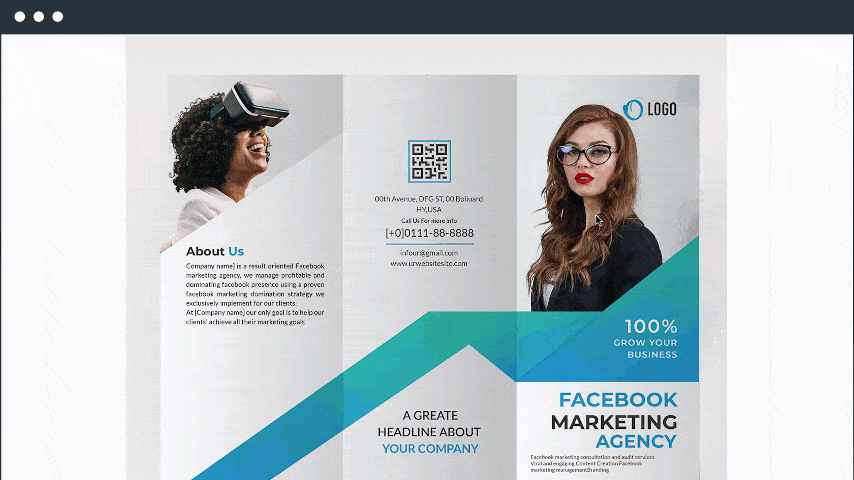 About Us
Company name] is a result oriented Facebook
marketing agency, we manage profitable and
dominating facebook presence using a proven
facebook marketing domination strategy we
exclusively implement for our clients.
At [Company name] our only goal is to help our
clients' achieve all their marketing goals
00th Avenue, DFG ST, 00 Boliuard
HY,USA
Call Us For more Info
[+0]0111-88-8888
infour@gmail.com
www.urwebsitesite.com
A GREATE
HEADLINE ABOUT
YOUR COMPANY
LOGO
100%
GROW YOUR
BUSINESS
FACEBOOK
MARKETING
AGENCY
Facebook marketing consultation and audit services
Viral and engaging Content Creation Facebook
marketing managementBranding